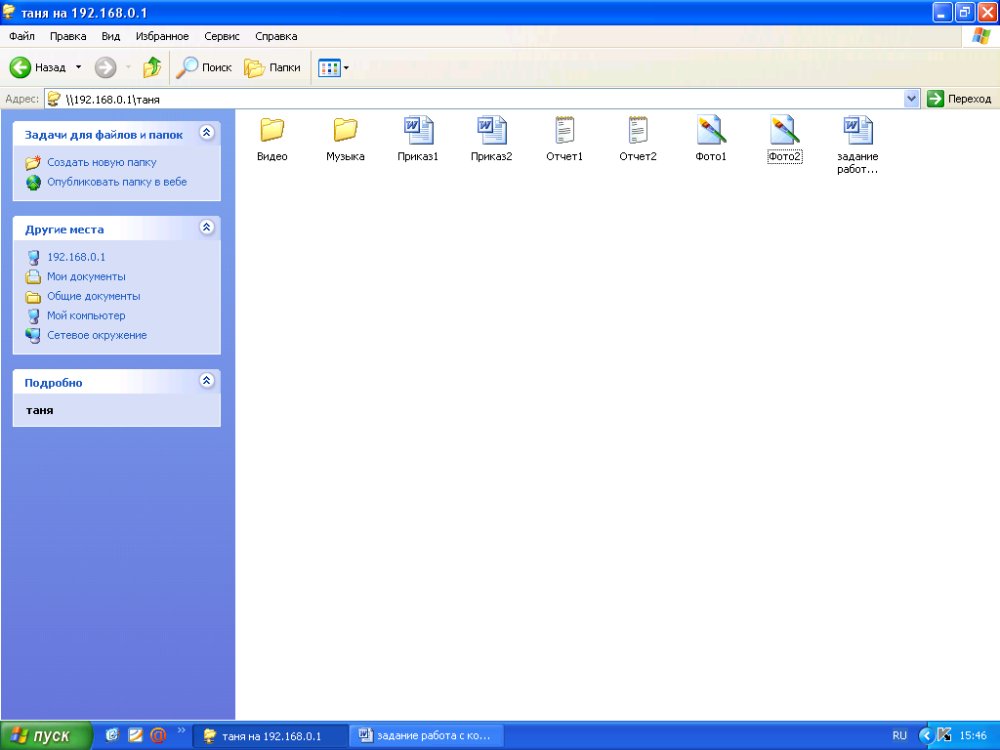 таня на 192.168.0.1
Файл Правка Вид Избранное Сервис Справка
Назад Поиск Папки
Адрес: \\192.168.0.1\таня Переход
Задачи для файлов и папок
Создать новую папку
Опубликовать папку в вебе
Другие места
192.168.0.1
Мои документы
Общие документы
Мой компьютер
Сетевое окружение
Подробно
таня
Видео Музыка Приказ1 Приказ2 Отчет1 Отчет2 Фото1 Фото2 задание
работ...
пуск таня на 192.168.0.1 задание работа с ко... RU 15:46